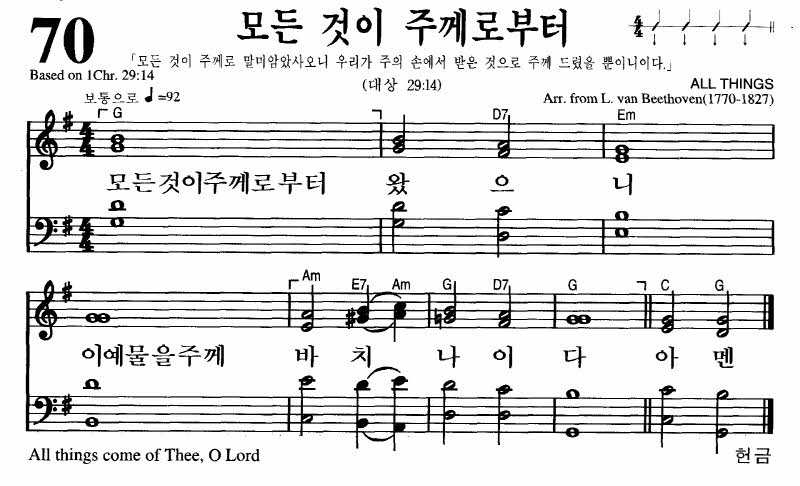 70
모든 것이 주께로부터
「모든 것이 주께로 말미암았사오니 우리가 주의 손에서 받은 것으로 주께 드렸을 뿐이니이다.」
Based on 1Chr. 29:14
(대상 29:14)
ALL THINGS
보통으로 ♩=92
Arr. from L. van Beethoven(1770-1827)
G D7 Em
4 4
모든것이주께로부터 왔 으 니
4 4
Am E7 Am G D7 G C G
이예물을주께 바 치 나 이 다 아 멘
All things come of Thee, O Lord
헌금